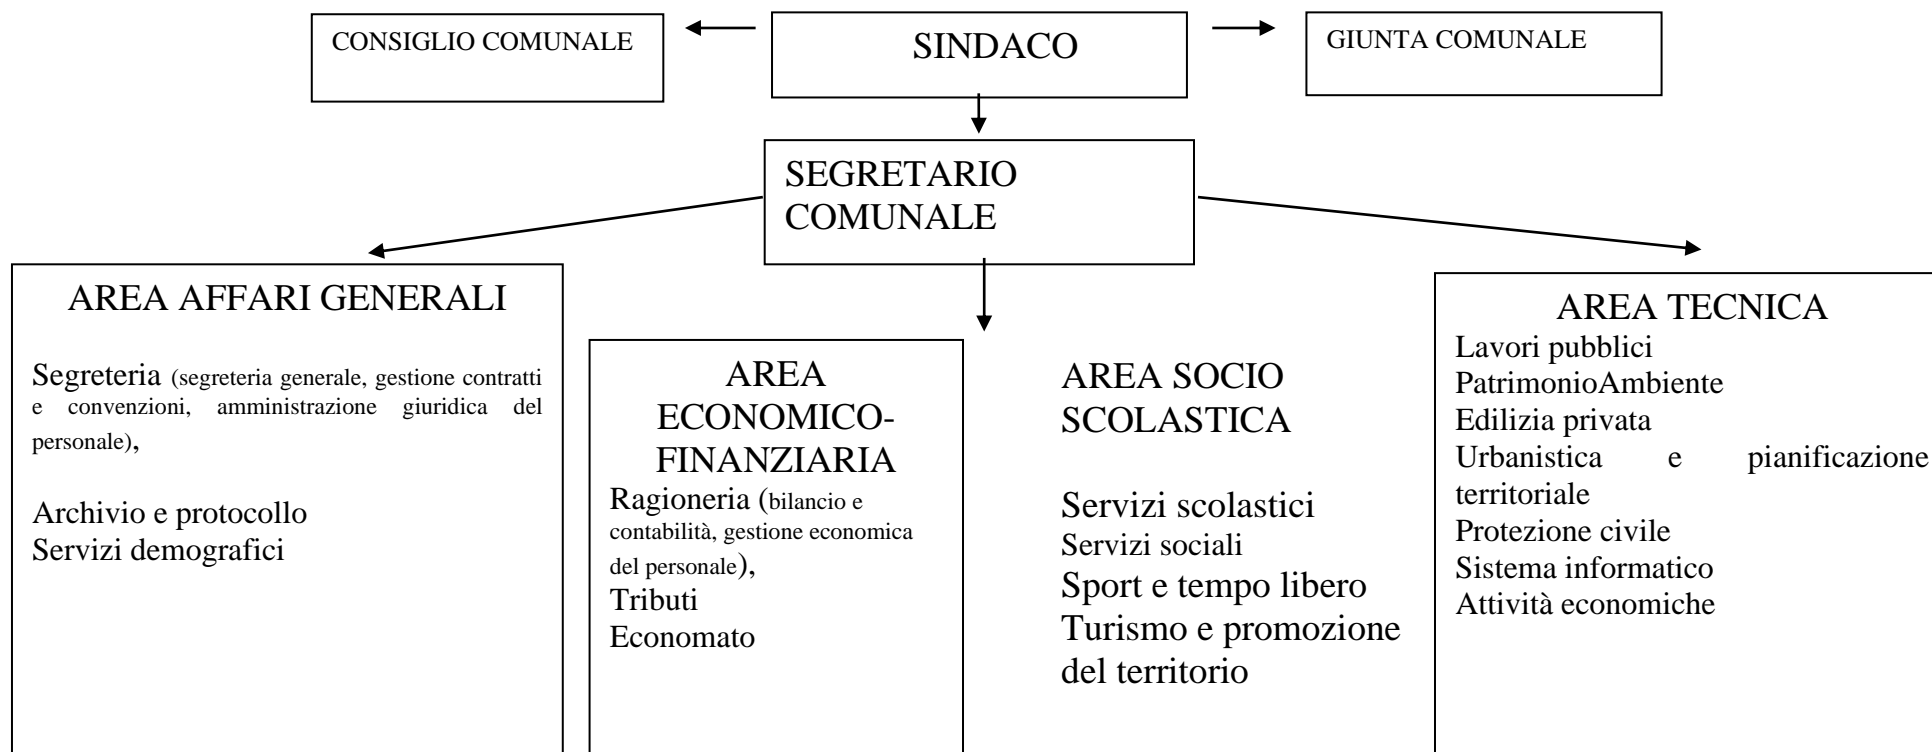 CONSIGLIO COMUNALE
SINDACO
GIUNTA COMUNALE
SEGRETARIO
COMUNALE
AREA AFFARI GENERALI
Segreteria (segreteria generale, gestione contratti
e convenzioni, amministrazione giuridica del
personale),
Archivio e protocollo
Servizi demografici
AREA
ECONOMICO-
FINANZIARIA
Ragioneria (bilancio e
contabilità, gestione economica
del personale),
Tributi
Economato
AREA SOCIO
SCOLASTICA
Servizi scolastici
Servizi sociali
Sport e tempo libero
Turismo e promozione
del territorio
AREA TECNICA
Lavori pubblici
PatrimonioAmbiente
Edilizia privata
Urbanistica e pianificazione
territoriale
Protezione civile
Sistema informatico
Attività economiche